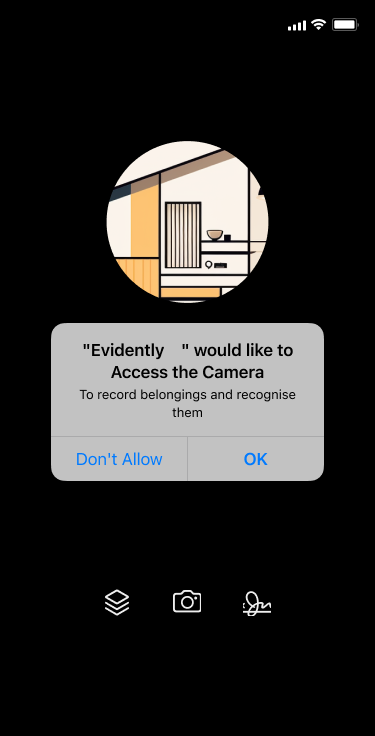 "Evidently " would like to
Access the Camera
To record belongings and recognise
them
Don't Allow
OK